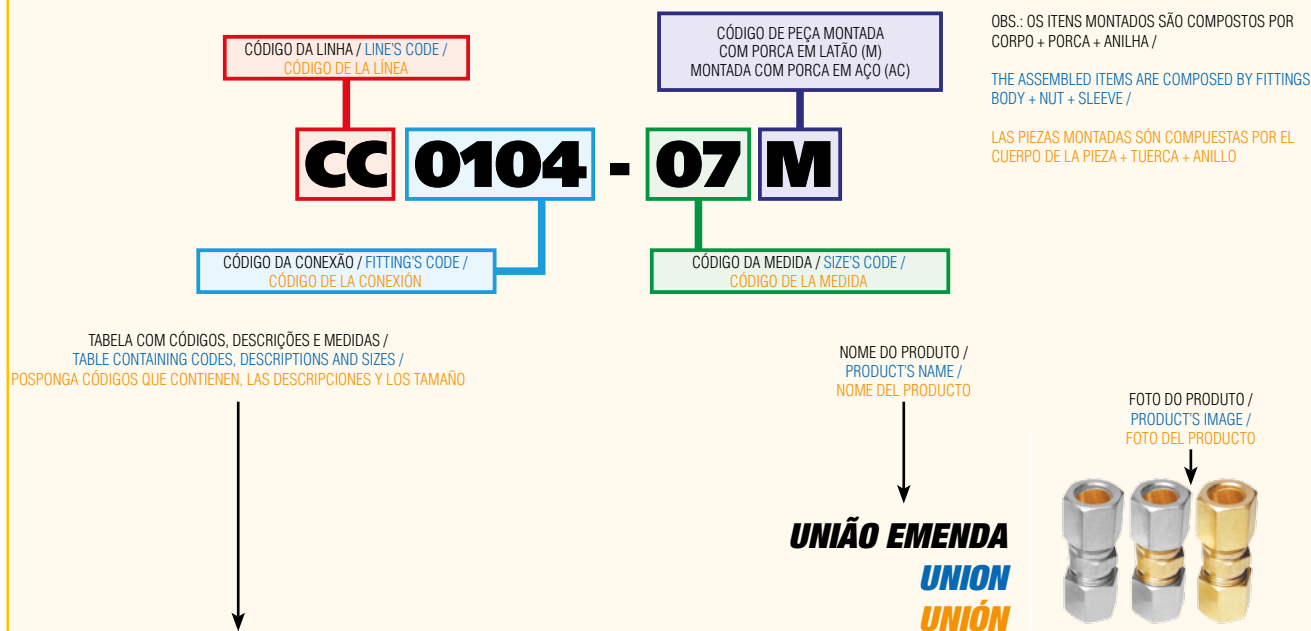 CÓDIGO DA LINHA / LINE'S CODE /
CÓDIGO DE LA LÍNEA
CÓDIGO DE PEÇA MONTADA
COM PORCA EM LATÃO (M)
MONTADA COM PORCA EM AÇO (AC)
OBS.: OS ITENS MONTADOS SÃO COMPOSTOS POR
CORPO + PORCA + ANILHA /
THE ASSEMBLED ITEMS ARE COMPOSED BY FITTINGS
BODY + NUT + SLEEVE /
LAS PIEZAS MONTADAS SÓN COMPUESTAS POR EL
CUERPO DE LA PIEZA + TUERCA + ANILLO
CC 0104 - 07 M
CÓDIGO DA CONEXÃO / FITTING'S CODE /
CÓDIGO DE LA CONEXIÓN
CÓDIGO DA MEDIDA / SIZE'S CODE /
CÓDIGO DE LA MEDIDA
TABELA COM CÓDIGOS, DESCRIÇÕES E MEDIDAS /
TABLE CONTAINING CODES, DESCRIPTIONS AND SIZES /
POSPONGA CÓDIGOS QUE CONTIENEN, LAS DESCRIPCIONES Y LOS TAMAÑO
NOME DO PRODUTO /
PRODUCT'S NAME /
NOME DEL PRODUCTO
FOTO DO PRODUTO /
PRODUCT'S IMAGE /
FOTO DEL PRODUCTO
UNIÃO EMENDA
UNION
UNIÓN